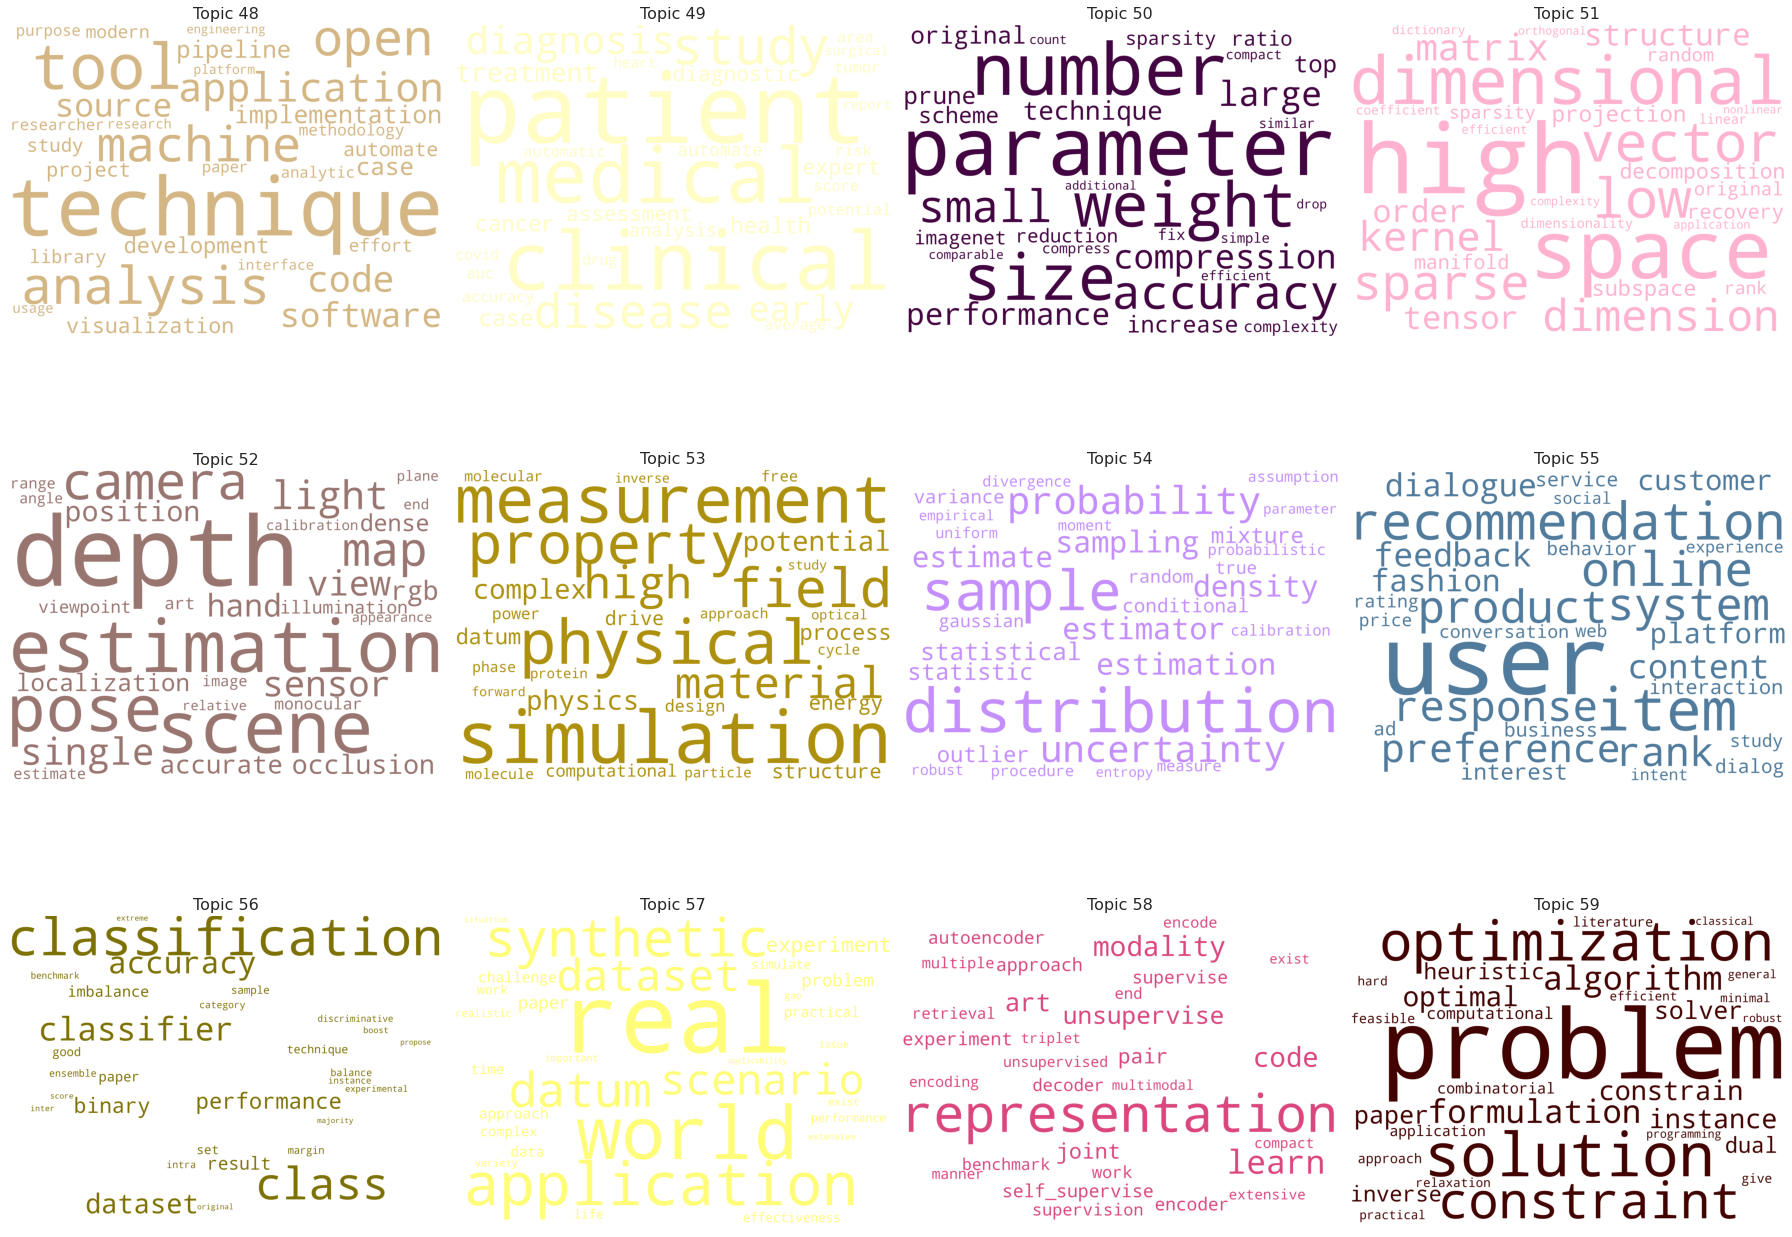 Topic 48
purpose modern engineering
tool pipeline open
platform
source application
implementation
researcher research methodology
study machine automate
project paper analytic case
technique
library development effort
interface
analysis code
usage
visualization software
Topic 49
diagnosis study area
surgical
treatment heart diagnostic tumor
patient report
automatic automate risk
medical expert
score
cancer assessment potential
analysis health
covid drug clinical
auc
accuracy
case disease early
average
Topic 50
original count sparsity ratio
number compact top
prune large
scheme technique similar
parameter
additional
small weight drop
imagenet reduction fix simple
comparable compress compression
size efficient
accuracy
performance increase complexity
Topic 51
dictionary orthogonal structure
matrix random
dimensional
coefficient sparsity projection nonlinear
linear
efficient
high vector
decomposition
complexity low original
order dimensionality recovery
kernel application
manifold space
sparse subspace rank
tensor dimension
Topic 52
range camera light plane
angle end
position calibration dense
depth map
view rgb
viewpoint art hand illumination
appearance
estimation
localization image sensor
pose relative monocular
scene
single
estimate accurate occlusion
Topic 53
molecular inverse free
measurement
property potential
study
complex high field
power drive approach optical
datum physical process
cycle
phase protein material
forward physics design energy
simulation
molecule computational particle structure
Topic 54
divergence assumption
variance probability parameter
empirical moment
uniform sampling mixture
estimate probabilistic
true
sample random density
conditional
gaussian estimator calibration
statistical
statistic estimation
distribution
outlier uncertainty
robust procedure entropy measure
Topic 55
dialogue service customer
social
recommendation
feedback behavior experience
fashion online
rating product system
price
conversation web platform
user content
interaction
response item
ad business
preference rank study
interest intent dialog
Topic 56
extreme
classification
accuracy
benchmark
imbalance sample
category
classifier discriminative
boost
good technique propose
ensemble paper balance
instance
score experimental
inter binary performance
majority
set margin
intra result
class
dataset original
Topic 57
situation
synthetic experiment
challenge dataset simulate problem
work gap
paper real practical
realistic
issue
importance
time
datum scenario
exist
approach world performance
complex extensive
data
variety
application
life effectiveness
Topic 58
encode
autoencoder modality
multiple approach exist
supervise
end
art
retrieval unsupervise
experiment triplet
unsupervised pair code
encoding decoder multimodal
representation
joint compact
benchmark learn
manner work
self_supervise extensive
supervision encoder
Topic 59
literature classical
optimization
heuristic algorithm general
hard
optimal efficient minimal
computational solver
feasible robust
problem
combinatorial constrain
paper formulation instance
application programming
approach solution dual
relaxation give
inverse constraint
practical